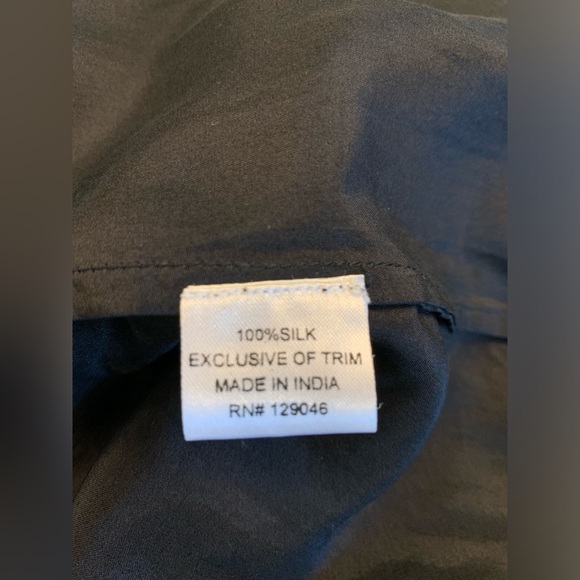 100%SILK
EXCLUSIVE OF TRIM
MADE IN INDIA
RN# 129046